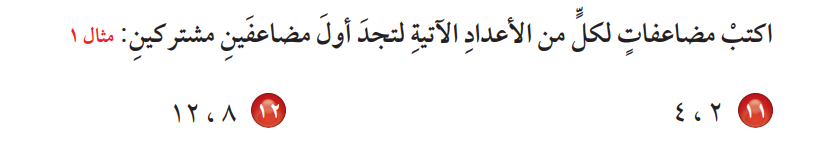 اكتبْ مضاعفاتٍ لكلٍّ من الأعدادِ الآتيةِ لتجدَ أولَ مضاعفَينِ مشتركينِ: مثال ١
١١ ٢ ، ٤
١٢ ٨ ، ١٢